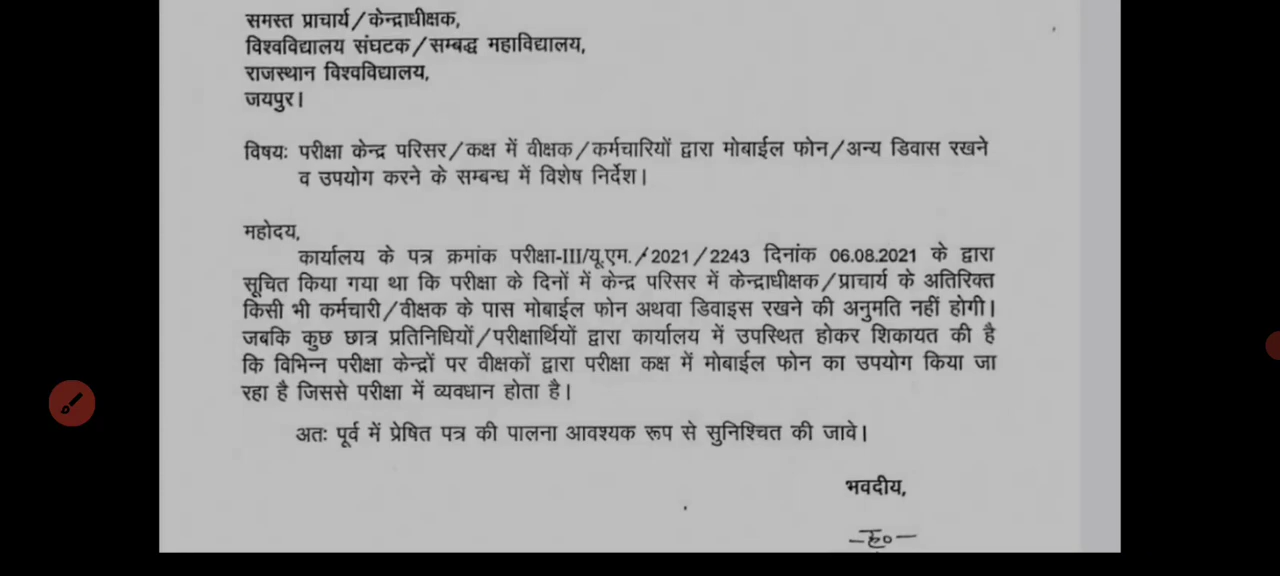 समस्त प्राचार्य/केन्द्राधीक्षक,
विश्वविद्यालय संघटक/सम्बद्ध महाविद्यालय,
राजस्थान विश्वविद्यालय,
जयपुर।
विषयः परीक्षा केन्द्र परिसर/कक्ष में वीक्षक/कर्मचारियों द्वारा मोबाईल फोन/अन्य डिवास रखने
व उपयोग करने के सम्बन्ध में विशेष निर्देश।
महोदय,
कार्यालय के पत्र क्रमांक परीक्षा-III/यू.एम./2021/2243 दिनांक 06.08.2021 के द्वारा
सूचित किया गया था कि परीक्षा के दिनों में केन्द्र परिसर में केन्द्राधीक्षक/प्राचार्य के अतिरिक्त
किसी भी कर्मचारी/वीक्षक के पास मोबाईल फोन अथवा डिवाइस रखने की अनुमति नहीं होगी।
जबकि कुछ छात्र प्रतिनिधियों/परीक्षार्थियों द्वारा कार्यालय में उपस्थित होकर शिकायत की है
कि विभिन्न परीक्षा केन्द्रों पर वीक्षकों द्वारा परीक्षा कक्ष में मोबाईल फोन का उपयोग किया जा
रहा है जिससे परीक्षा में व्यवधान होता है।
अतः पूर्व में प्रेषित पत्र की पालना आवश्यक रूप से सुनिश्चित की जावे।
भवदीय,
-ह०-